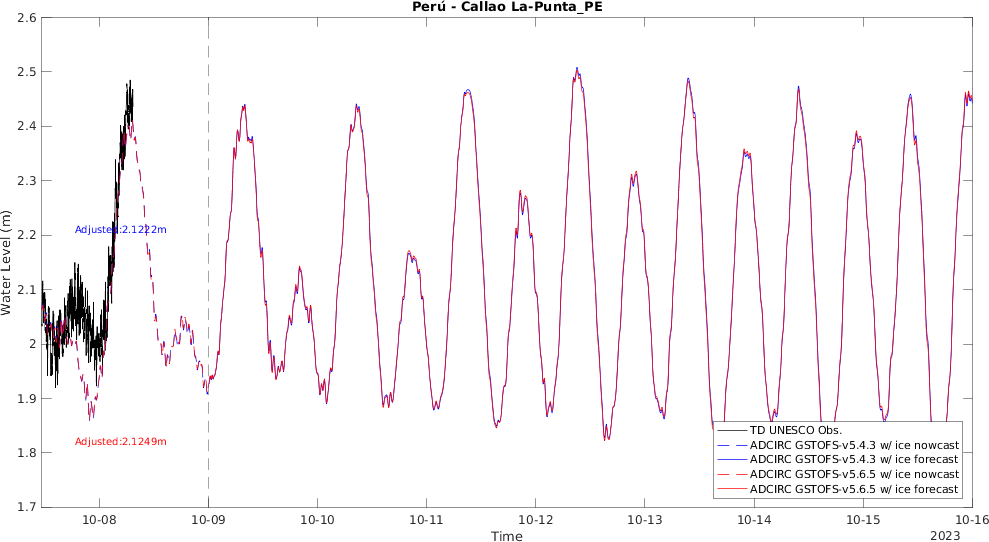 Perú - Callao La-Punta_PE
2.6
2.5
2.4
2.3
2.2
2.1
2
1.9
1.8
1.7
Water Level (m)
Adjusted:2.1222m
Adjusted:2.1249m
TD UNESCO Obs.
ADCIRC GSTOFS-v5.4.3 w/ ice nowcast
ADCIRC GSTOFS-v5.4.3 w/ ice forecast
ADCIRC GSTOFS-v5.6.5 w/ ice nowcast
ADCIRC GSTOFS-v5.6.5 w/ ice forecast
10-08 10-09 10-10 10-11 10-12 10-13 10-14 10-15 10-16
Time
2023